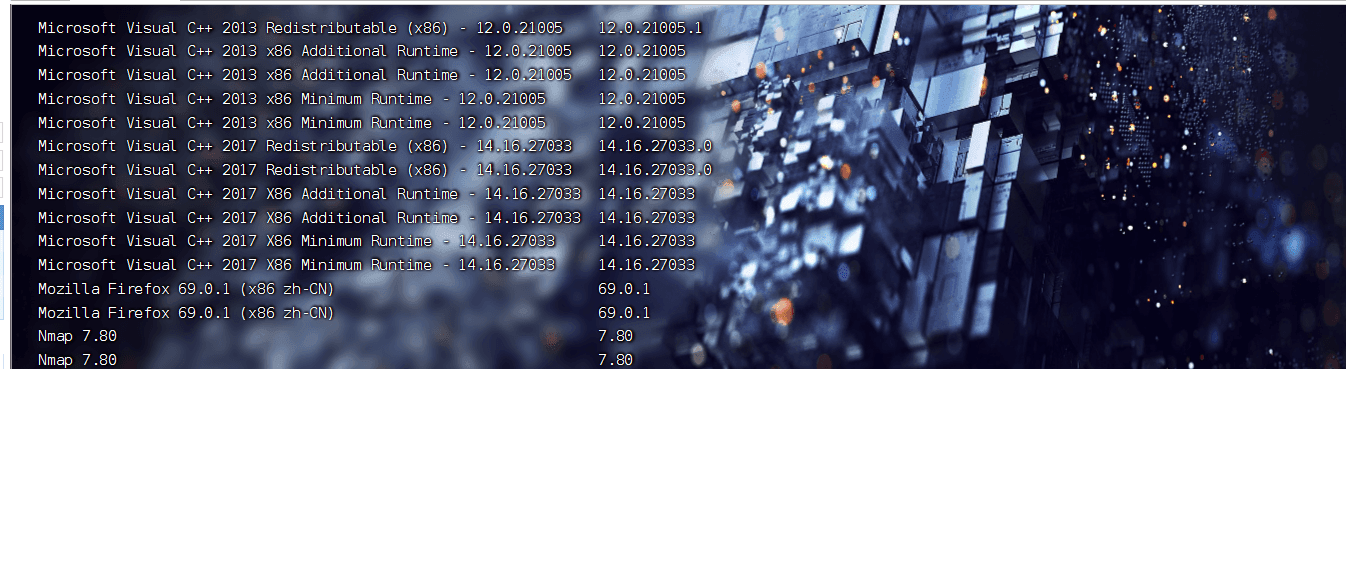 Microsoft Visual C++ 2013 Redistributable (x86) - 12.0.21005 12.0.21005.1
Microsoft Visual C++ 2013 x86 Additional Runtime - 12.0.21005 12.0.21005
Microsoft Visual C++ 2013 x86 Additional Runtime - 12.0.21005 12.0.21005
Microsoft Visual C++ 2013 x86 Minimum Runtime - 12.0.21005 12.0.21005
Microsoft Visual C++ 2013 x86 Minimum Runtime - 12.0.21005 12.0.21005
Microsoft Visual C++ 2017 Redistributable (x86) - 14.16.27033 14.16.27033.0
Microsoft Visual C++ 2017 Redistributable (x86) - 14.16.27033 14.16.27033.0
Microsoft Visual C++ 2017 X86 Additional Runtime - 14.16.27033 14.16.27033
Microsoft Visual C++ 2017 X86 Additional Runtime - 14.16.27033 14.16.27033
Microsoft Visual C++ 2017 X86 Minimum Runtime - 14.16.27033 14.16.27033
Microsoft Visual C++ 2017 X86 Minimum Runtime - 14.16.27033 14.16.27033
Mozilla Firefox 69.0.1 (x86 zh-CN) 69.0.1
Mozilla Firefox 69.0.1 (x86 zh-CN) 69.0.1
Nmap 7.80 7.80
Nmap 7.80 7.80